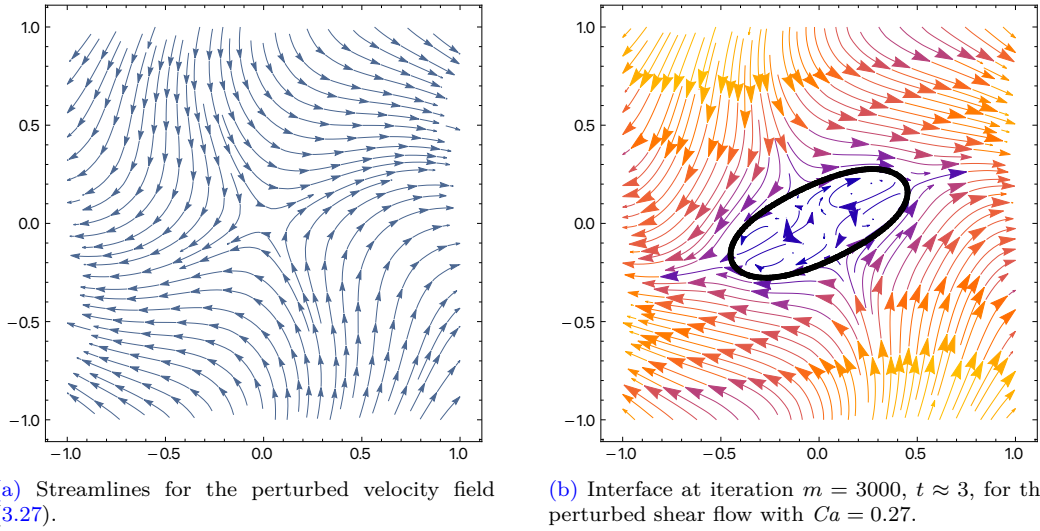 1.0
0.5
0.0
−0.5
−1.0
−1.0 −0.5 0.0 0.5 1.0
1.0
0.5
0.0
−0.5
−1.0
−1.0 −0.5 0.0 0.5 1.0
a) Streamlines for the perturbed velocity field
3.27).
(b) Interface at iteration m = 3000, t ≈ 3, for th
perturbed shear flow with Ca = 0.27.